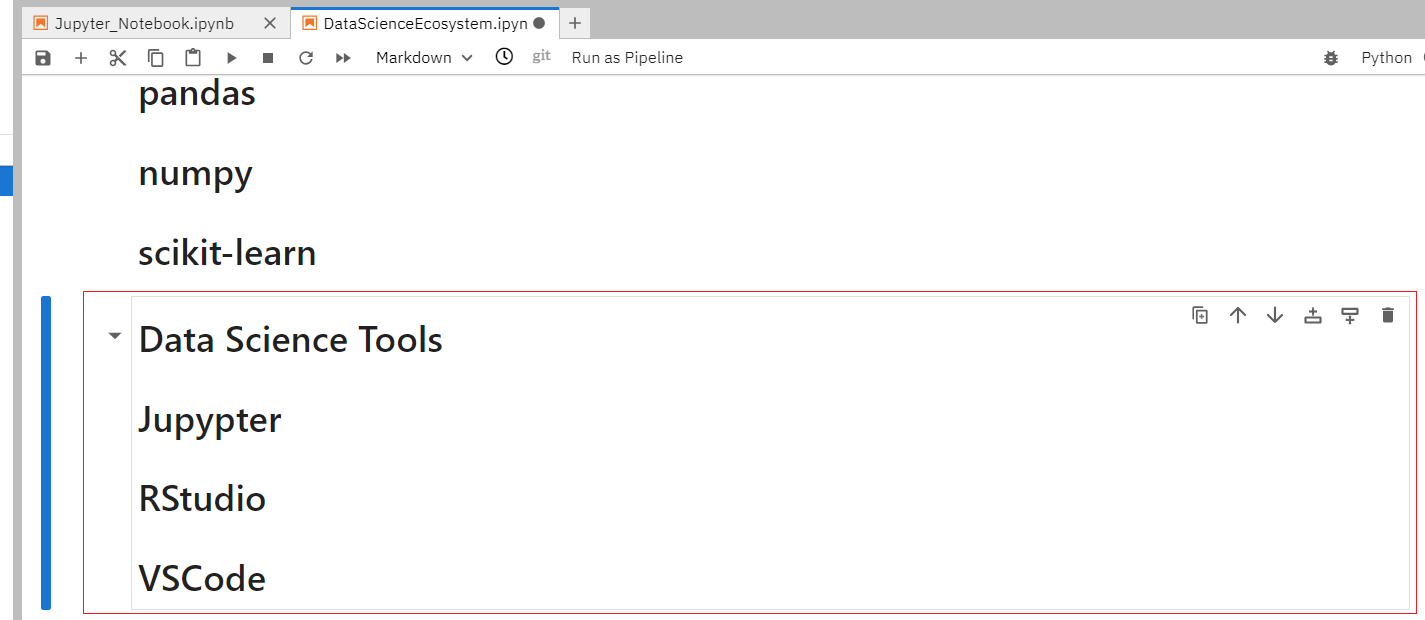 Jupyter_Notebook.ipynb
DataScienceEcosystem.ipyn
Markdown git Run as Pipeline Python
pandas
numpy
scikit-learn
Data Science Tools
Jupypter
RStudio
VSCode